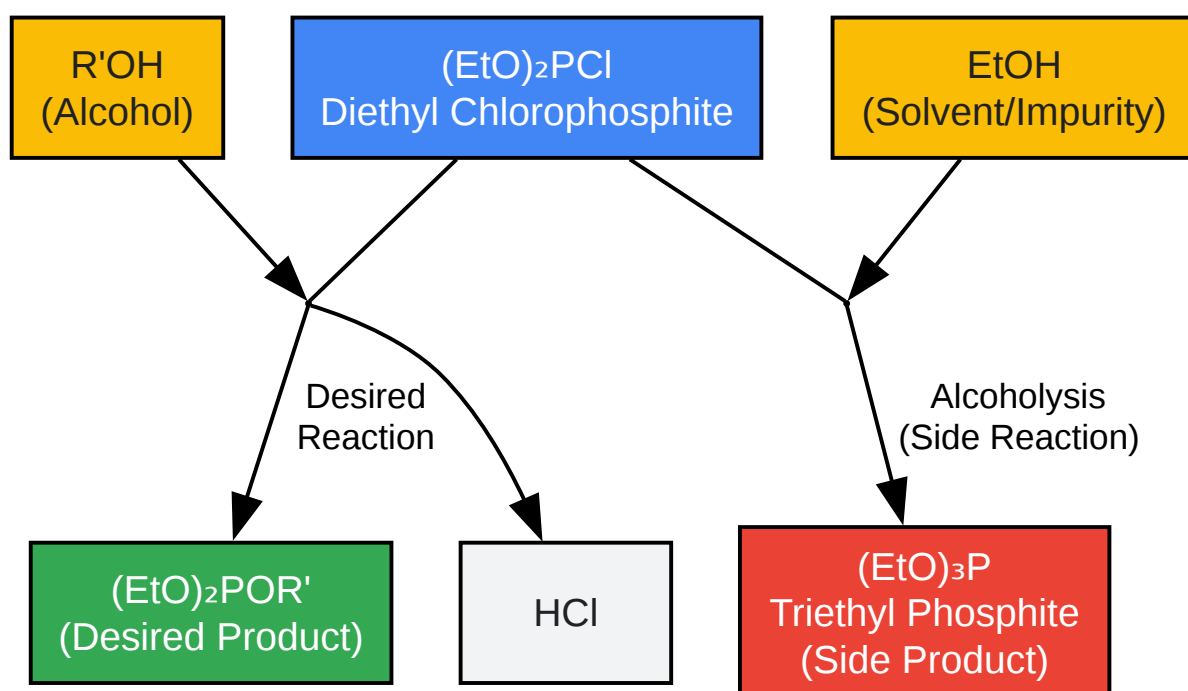 R'OH
(Alcohol)
(EtO)₂PCl
Diethyl Chlorophosphite
EtOH
(Solvent/Impurity)
Desired
Reaction
Alcoholysis
(Side Reaction)
(EtO)₂POR'
(Desired Product)
HCl
(EtO)₃P
Triethyl Phosphite
(Side Product)